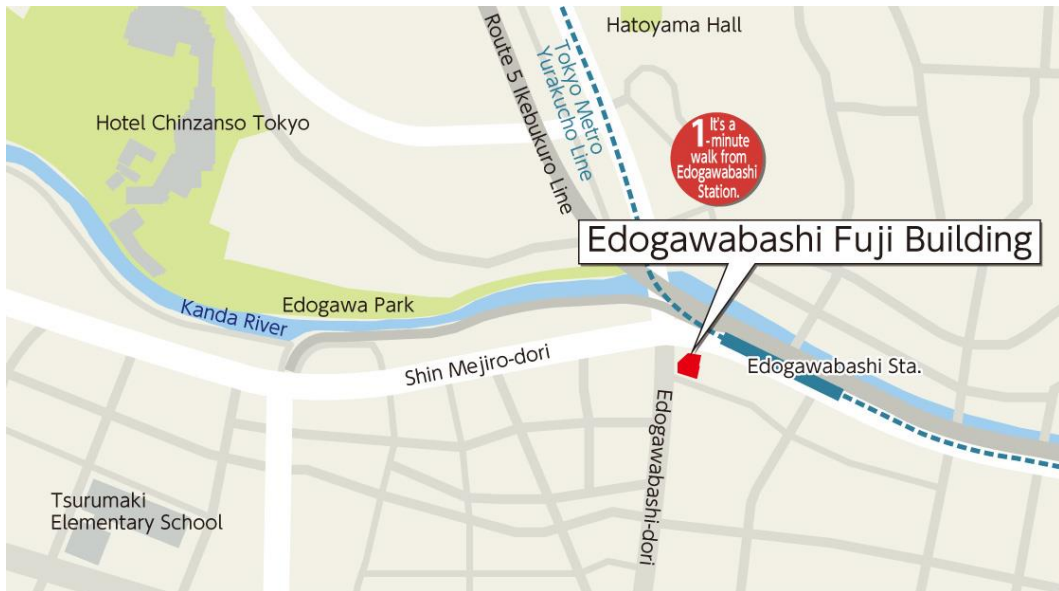 Hatoyama Hall
Route 5 Ikebukuro Line
Tokyo Metro
Yurakucho Line
Hotel Chinzanso Tokyo
It's a
1-minute
walk from
Edogawabashi
Station.
Edogawabashi Fuji Building
Edogawa Park
Kanda River
Shin Mejiro-dori
Edogawabashi Sta.
Edogawabashi-dori
Tsurumaki
Elementary School